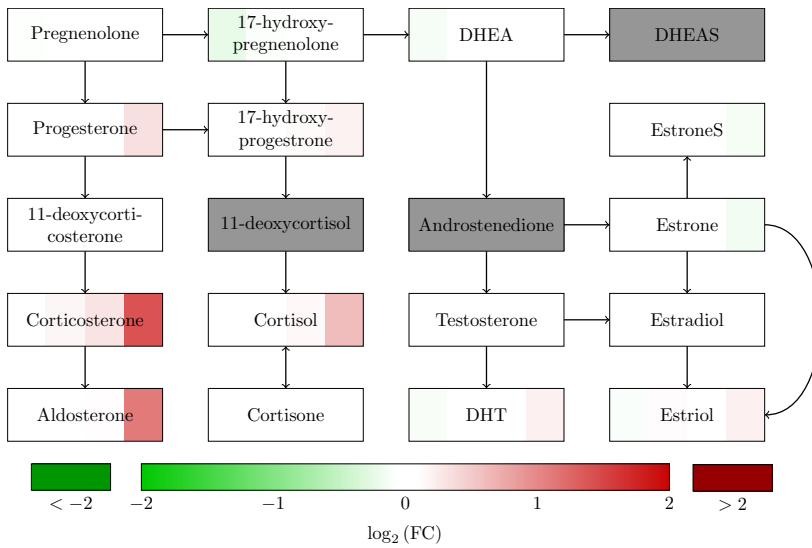 Pregnenolone
17-hydroxy-
pregnenolone
DHEA
DHEAS
Progesterone
17-hydroxy-
progestrone
EstroneS
11-deoxycorti-
costerone
11-deoxycortisol
Androstenedione
Estrone
Corticosterone
Cortisol
Testosterone
Estradiol
Aldosterone
Cortisone
DHT
Estriol
< −2
−2
−1
0
1
2
> 2
log₂ (FC)